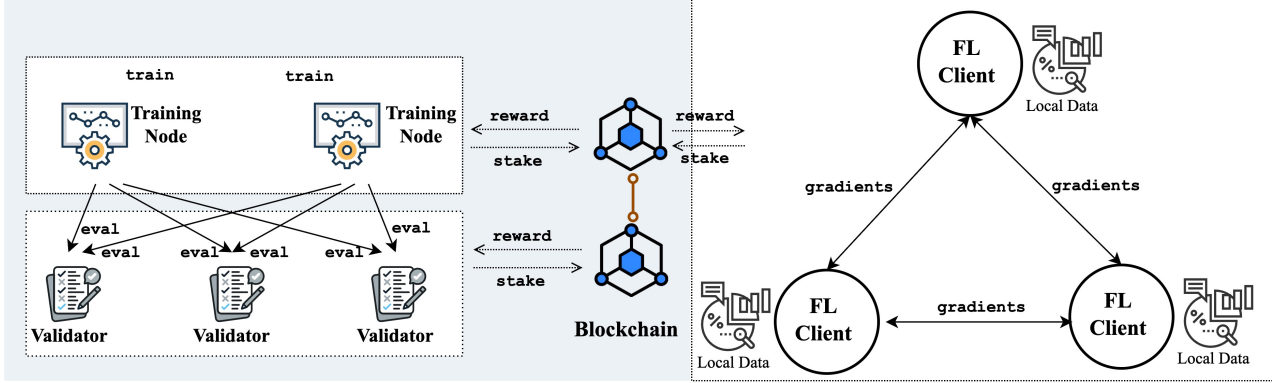 train
train
Training
Node
Training
Node
reward
stake
reward
stake
eval
eval
eval
eval
eval
eval
reward
stake
Validator
Validator
Validator
Blockchain
FL
Client
Local Data
gradients
gradients
FL
Client
Local Data
gradients
FL
Client
Local Data